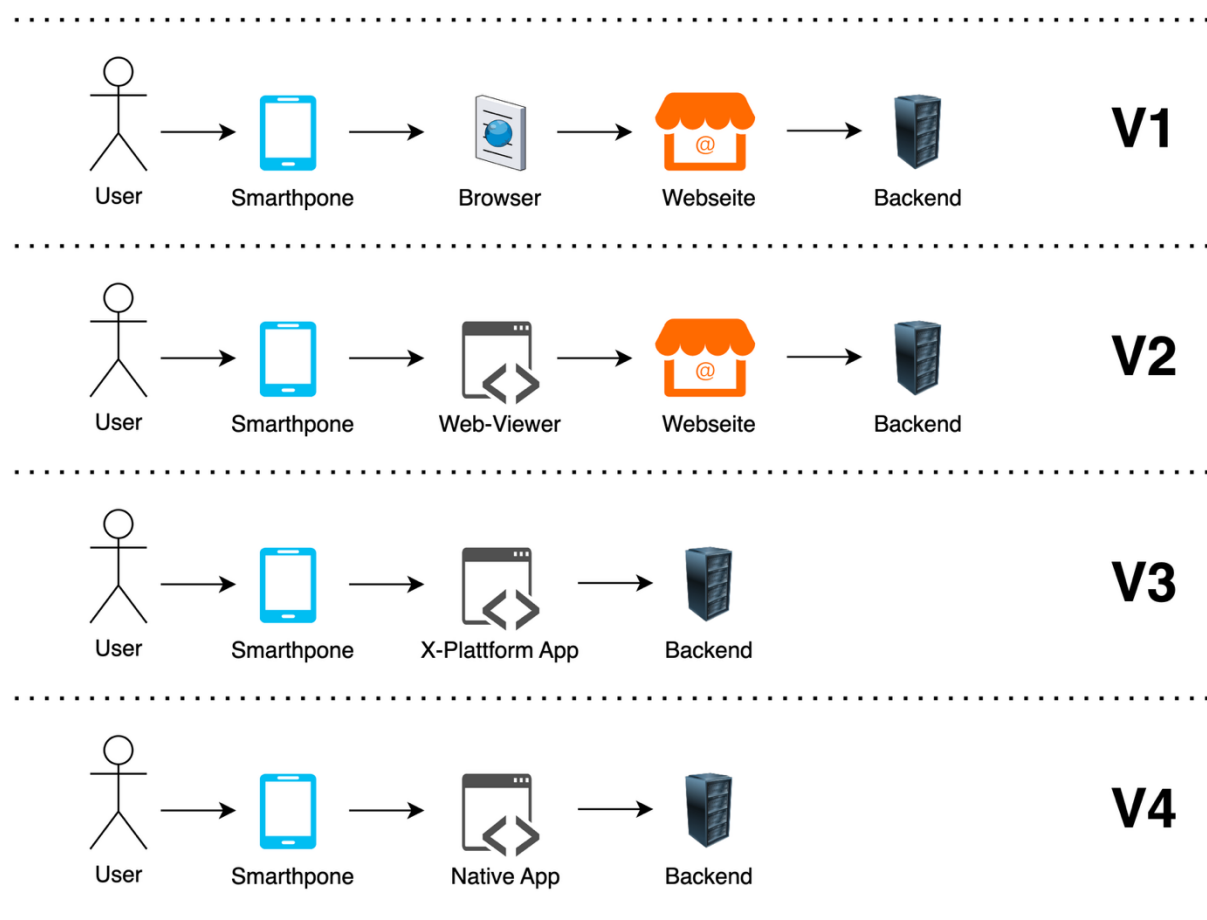 @
V1
User
Smarthpone
Browser
Webseite
Backend
@
V2
User
Smarthpone
Web-Viewer
Webseite
Backend
V3
User
Smarthpone
X-Plattform App
Backend
V4
User
Smarthpone
Native App
Backend